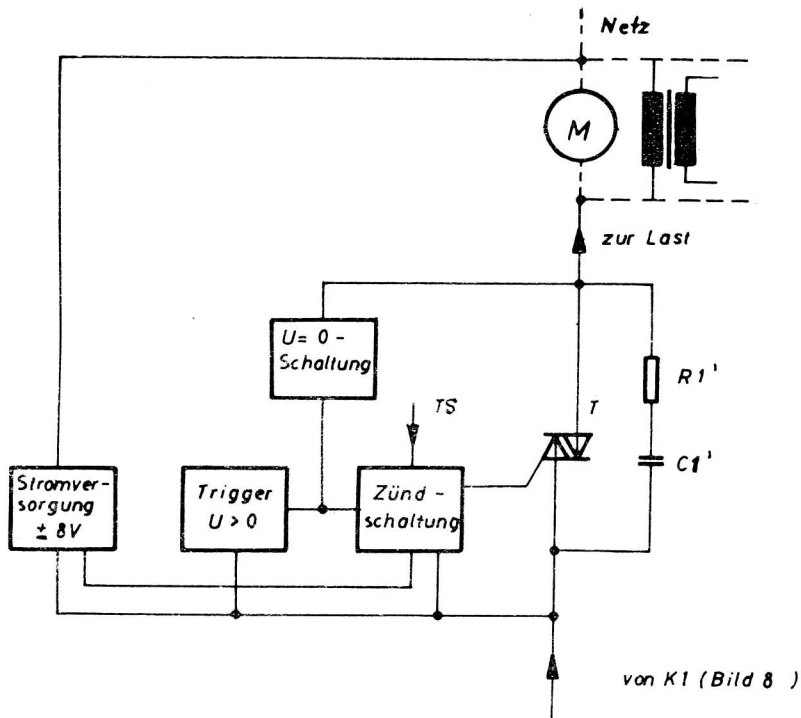 Netz
M
zur Last
U= 0 -
Schaltung
R1'
TS
T
C1'
Stromver-
sorgung
± 8V
Trigger
U > 0
Zünd-
schaltung
von K1 (Bild 8 )